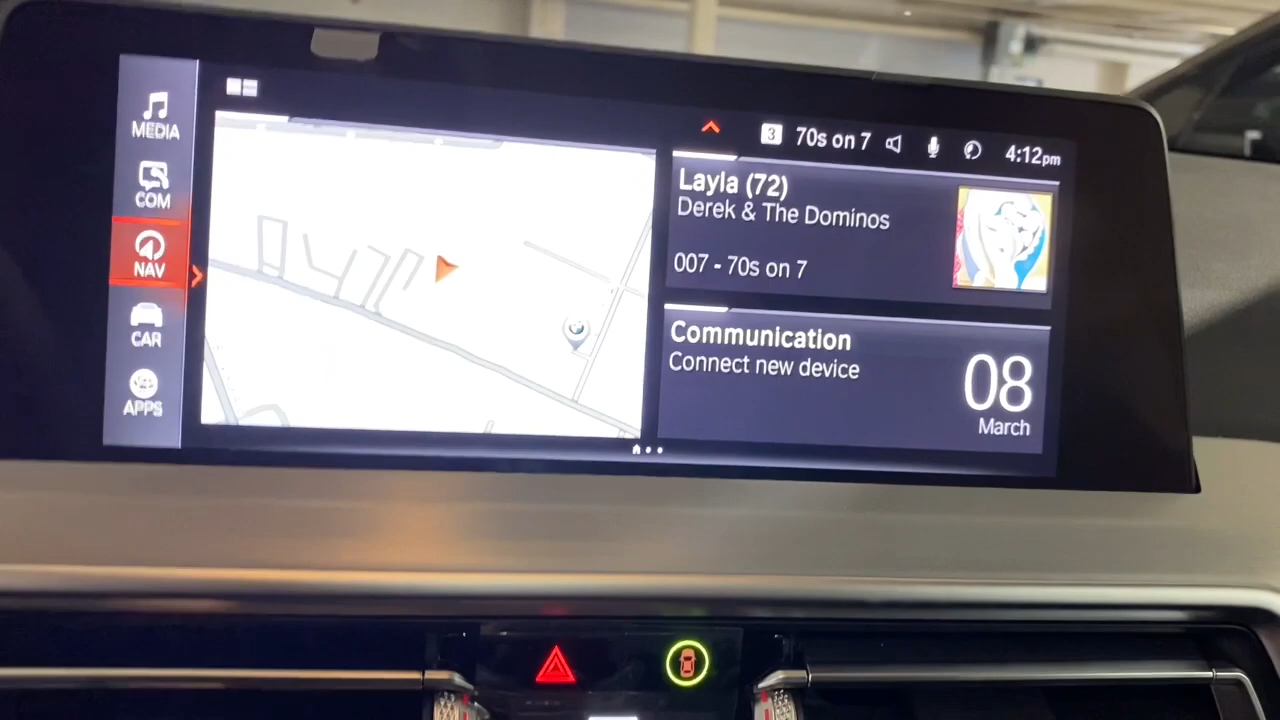 MEDIA
COM
NAV
CAR
APPS
3 70s on 7 4:12pm
Layla (72)
Derek & The Dominos
007 - 70s on 7
Communication
Connect new device
08
March